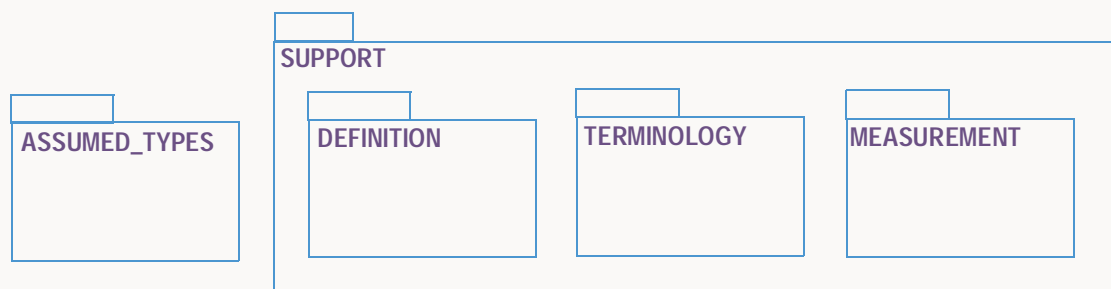 SUPPORT
ASSUMED_TYPES
DEFINITION
TERMINOLOGY
MEASUREMENT